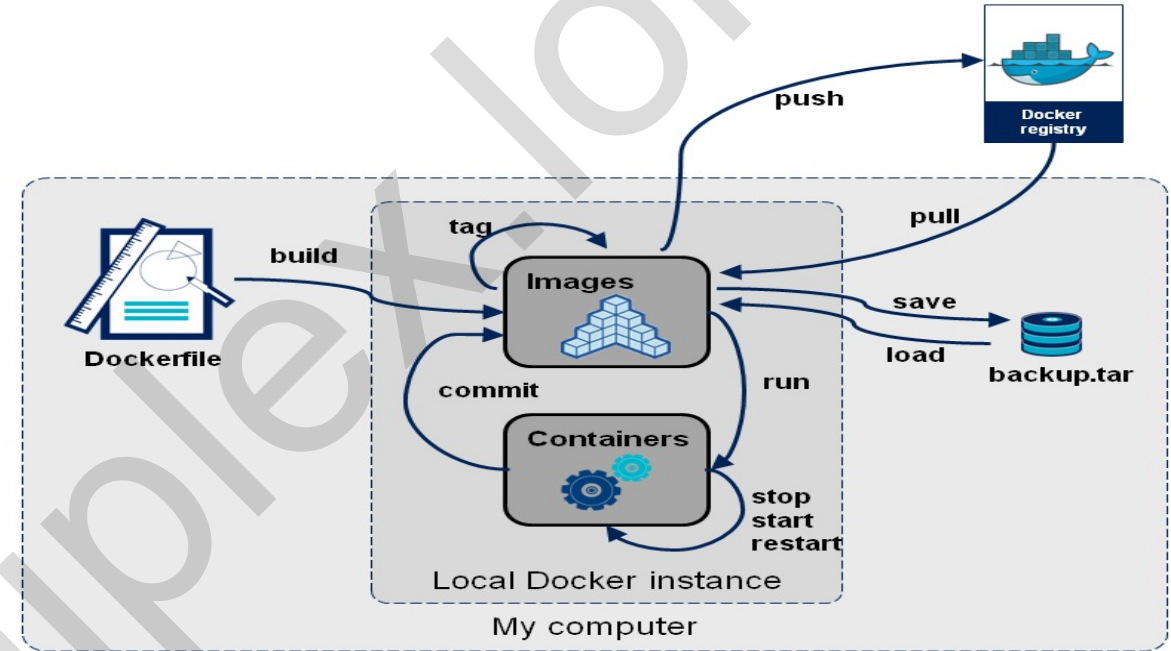 push
Docker
registry
pull
tag
build
Images
save
Dockerfile
load
backup.tar
commit
run
Containers
stop
start
restart
Local Docker instance
My computer